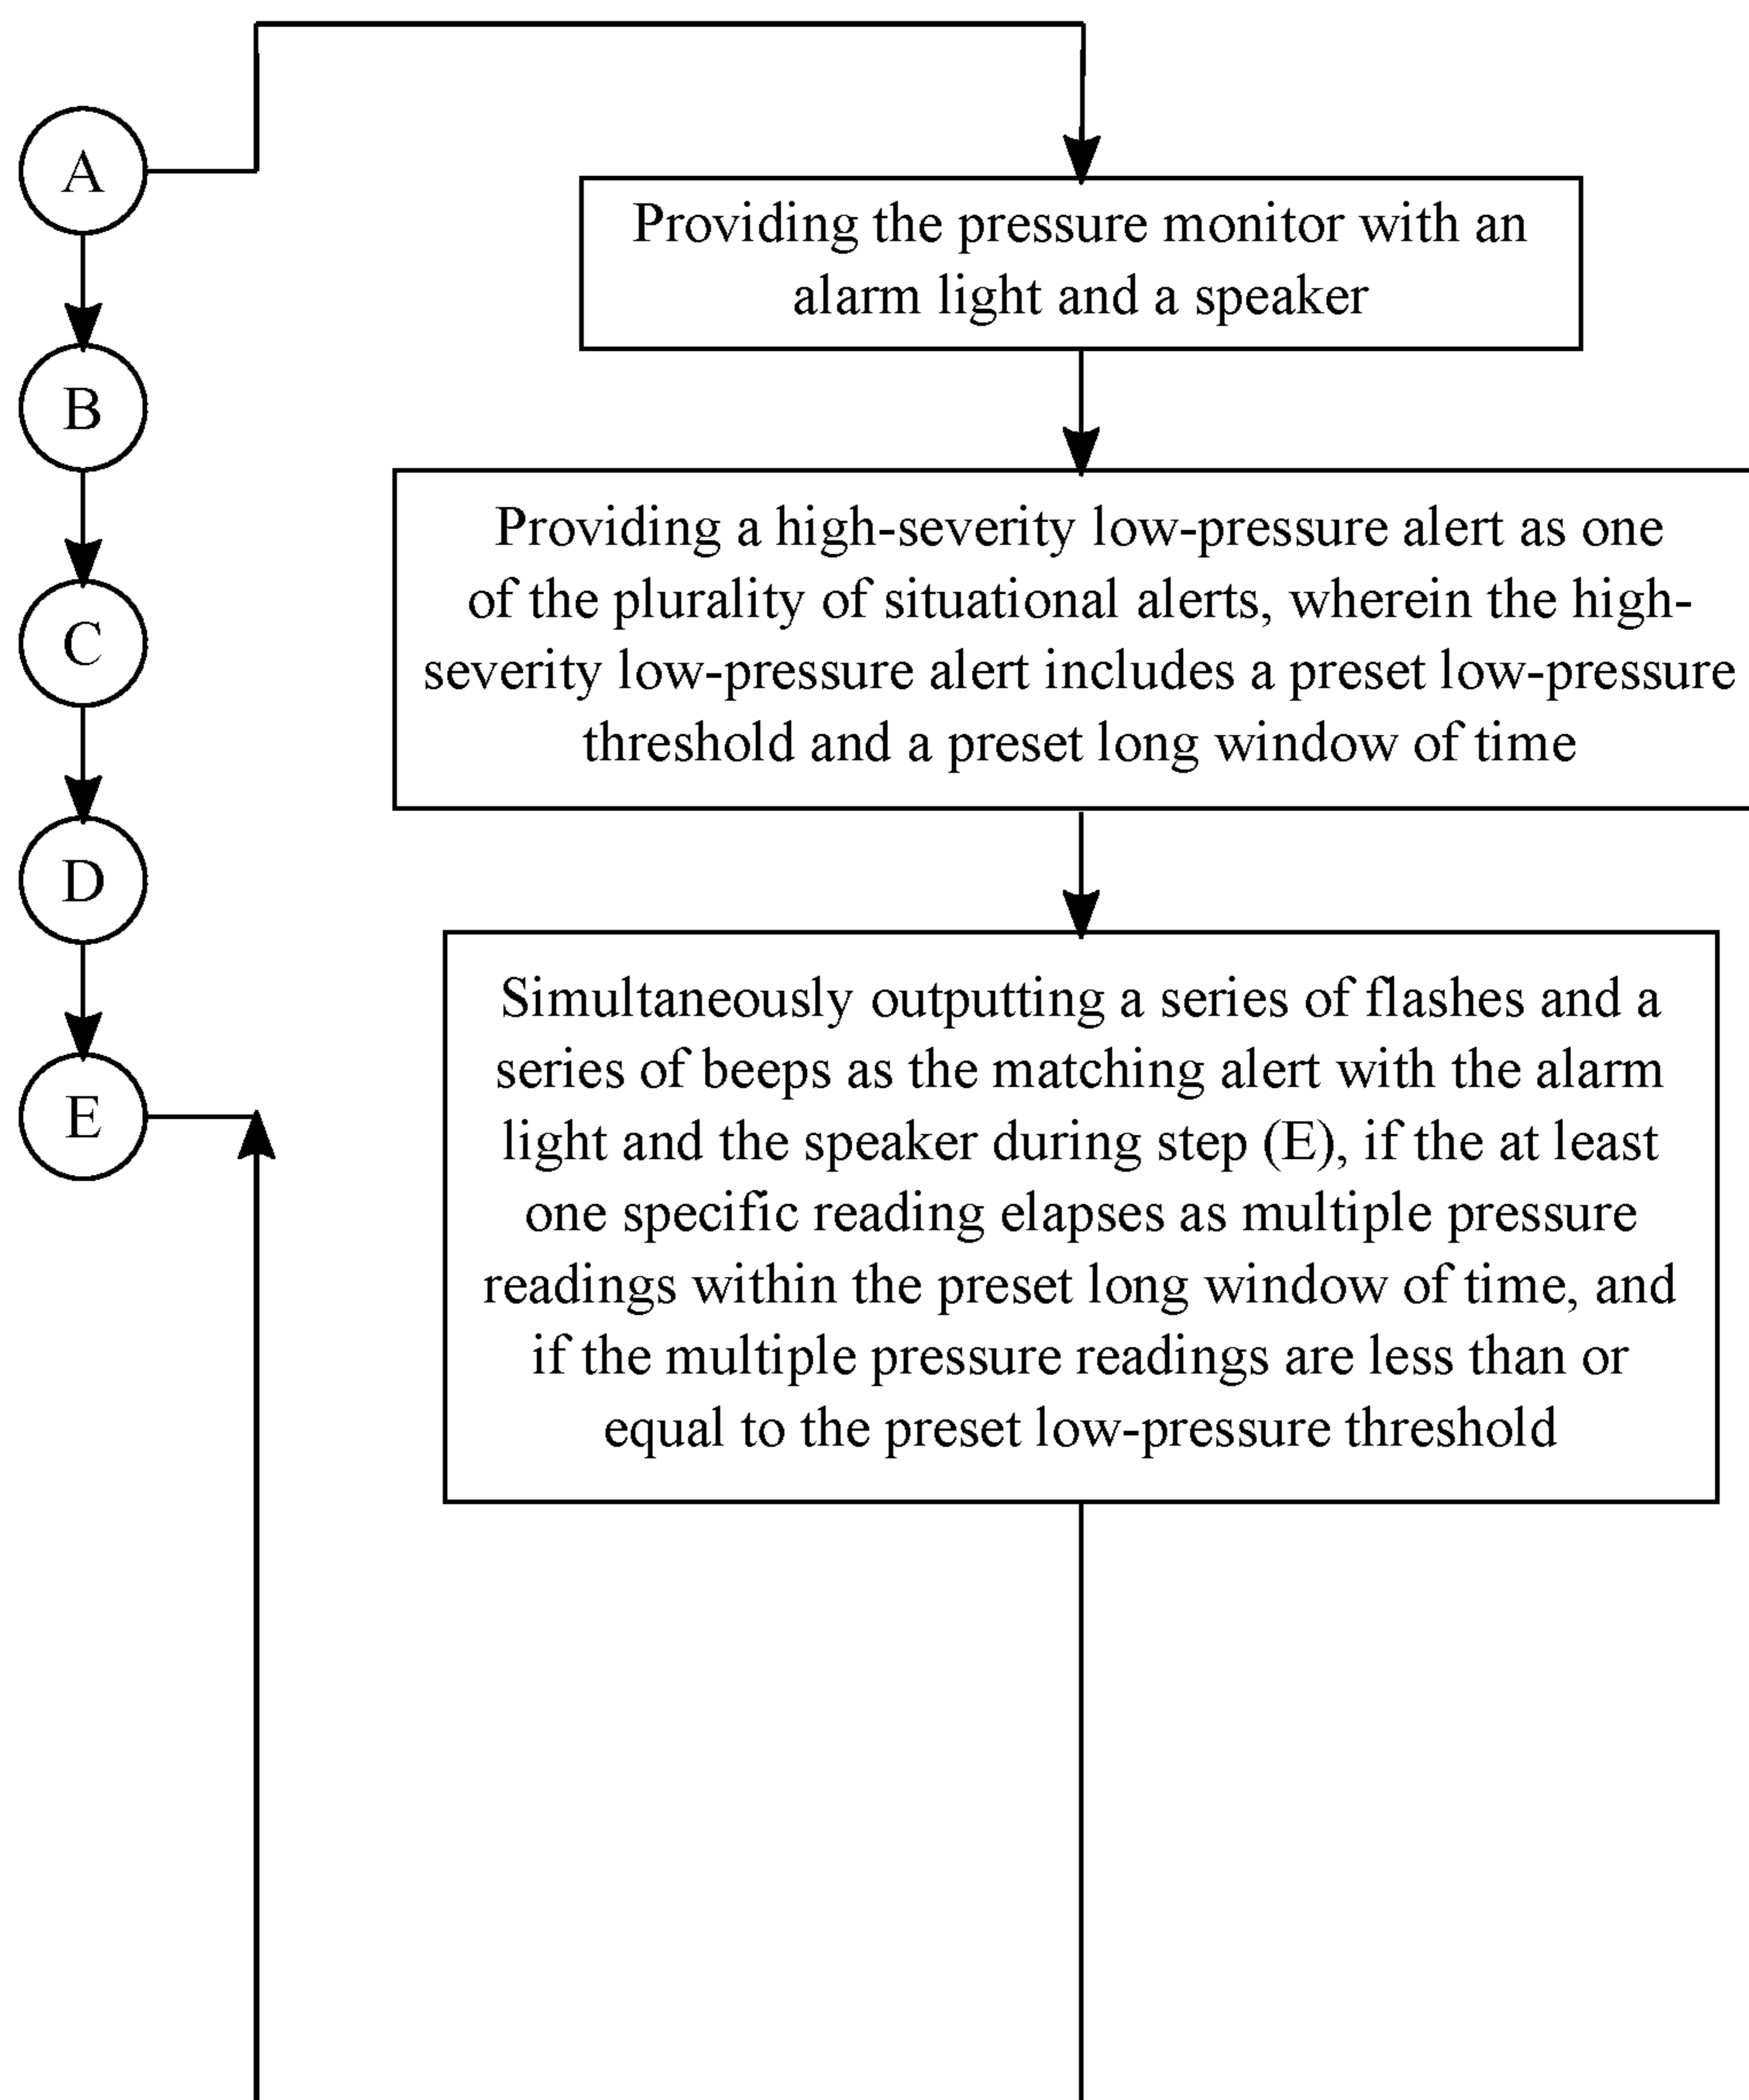 A
B
C
D
E
Providing the pressure monitor with an
alarm light and a speaker
Providing a high-severity low-pressure alert as one
of the plurality of situational alerts, wherein the high-
severity low-pressure alert includes a preset low-pressure
threshold and a preset long window of time
Simultaneously outputting a series of flashes and a
series of beeps as the matching alert with the alarm
light and the speaker during step (E), if the at least
one specific reading elapses as multiple pressure
readings within the preset long window of time, and
if the multiple pressure readings are less than or
equal to the preset low-pressure threshold